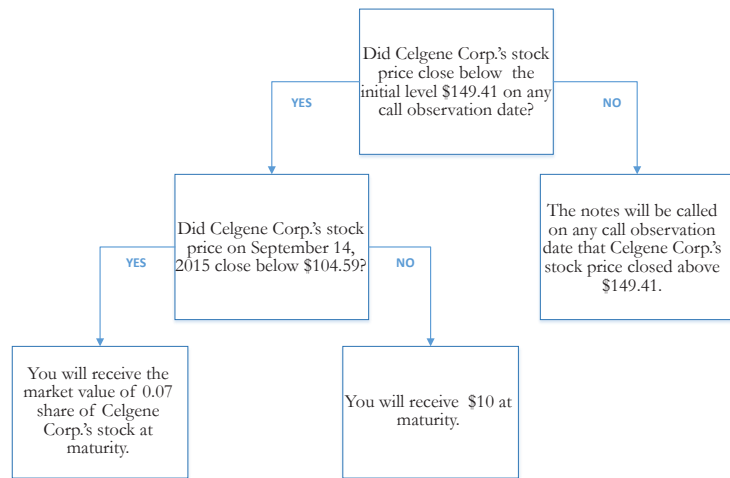 Did Celgene Corp.'s stock
price close below the
initial level $149.41 on any
call observation date?
YES
NO
Did Celgene Corp.'s stock
price on September 14,
2015 close below $104.59?
The notes will be called
on any call observation
date that Celgene Corp.'s
stock price closed above
$149.41.
YES
NO
You will receive the
market value of 0.07
share of Celgene
Corp.'s stock at
maturity.
You will receive $10 at
maturity.